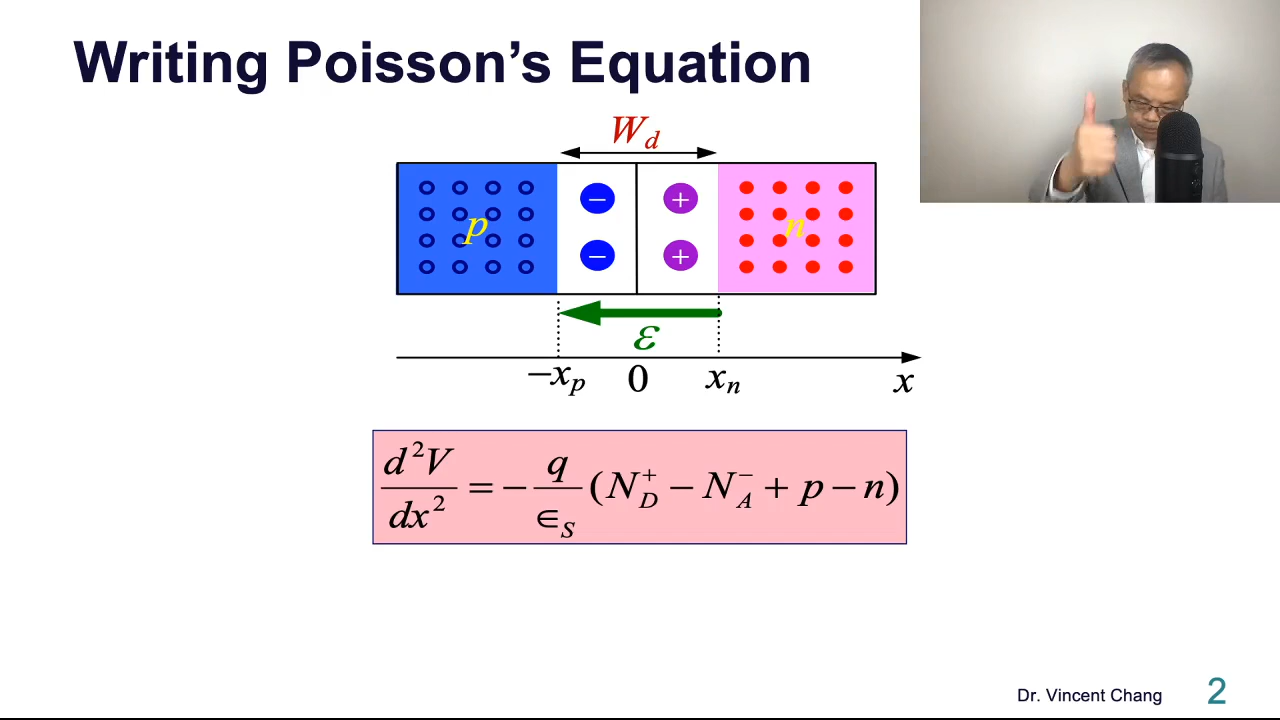 Writing Poisson’s Equation
W_d
p n
− +
− +
ε
−x_p 0 x_n x
d²V/dx² = − q/∈_S (N_D^+ − N_A^− + p − n)
Dr. Vincent Chang 2